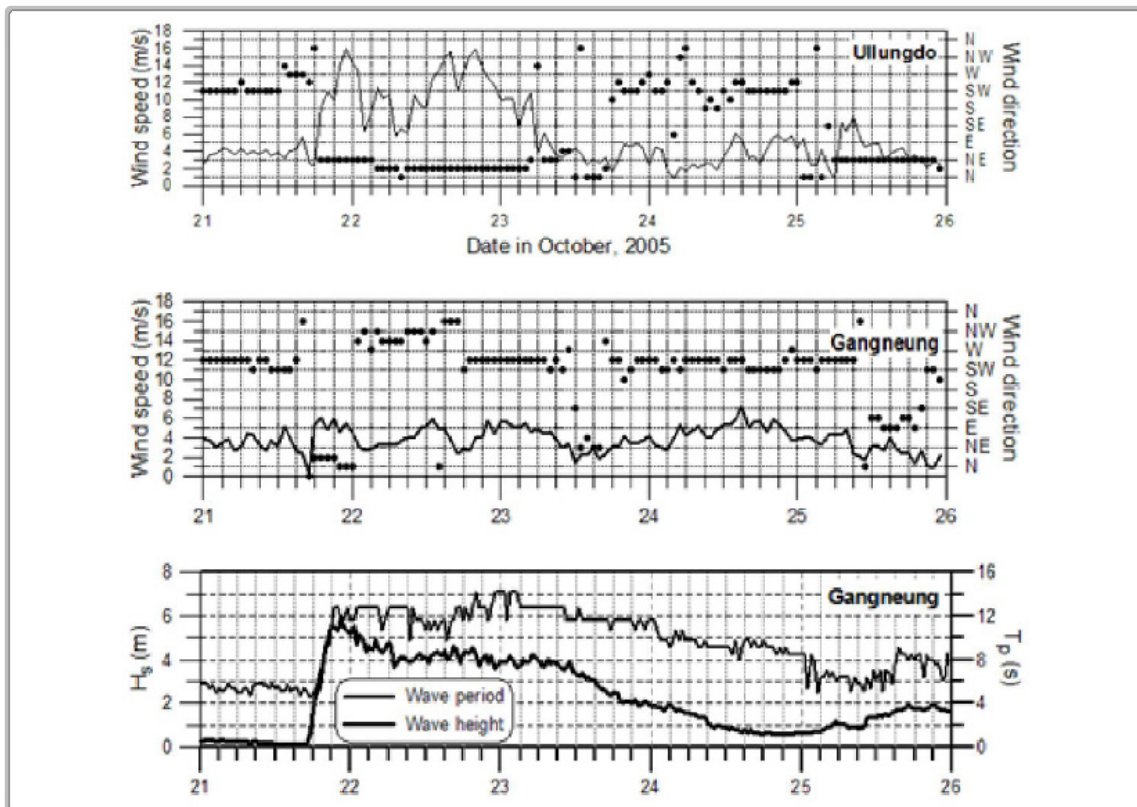 18
16
14
12
10
8
6
4
2
0
Wind speed (m/s)
Ullungdo
N
NW
W
SW
S
SE
E
NE
N
Wind direction
21 22 23 24 25 26
Date in October, 2005
18
16
14
12
10
8
6
4
2
0
Wind speed (m/s)
Gangneung
N
NW
W
SW
S
SE
E
NE
N
Wind direction
21 22 23 24 25 26
8
6
4
2
0
Hs (m)
Gangneung
Wave period
Wave height
16
12
8
4
0
Tp (s)
21 22 23 24 25 26